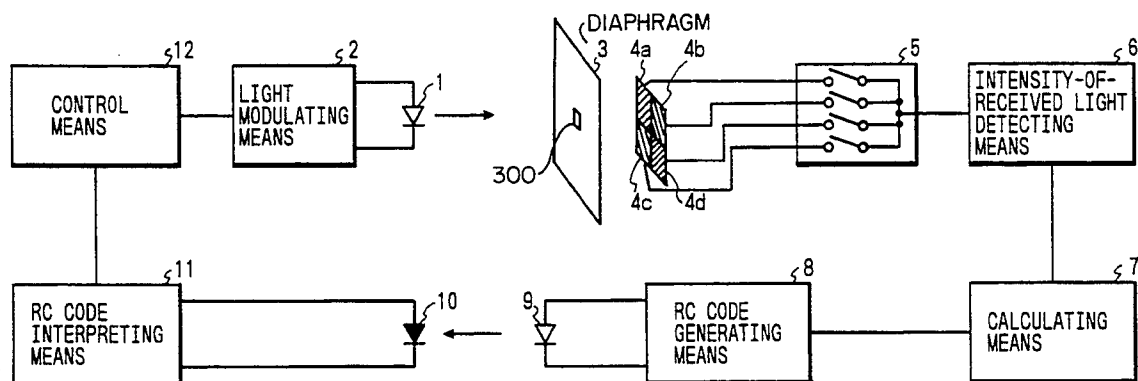 DIAPHRAGM
12
2
1
3
4a
4b
5
6
CONTROL
MEANS
LIGHT
MODULATING
MEANS
INTENSITY-OF-
RECEIVED LIGHT
DETECTING
MEANS
300
4c
4d
11
10
9
8
7
RC CODE
INTERPRETING
MEANS
RC CODE
GENERATING
MEANS
CALCULATING
MEANS